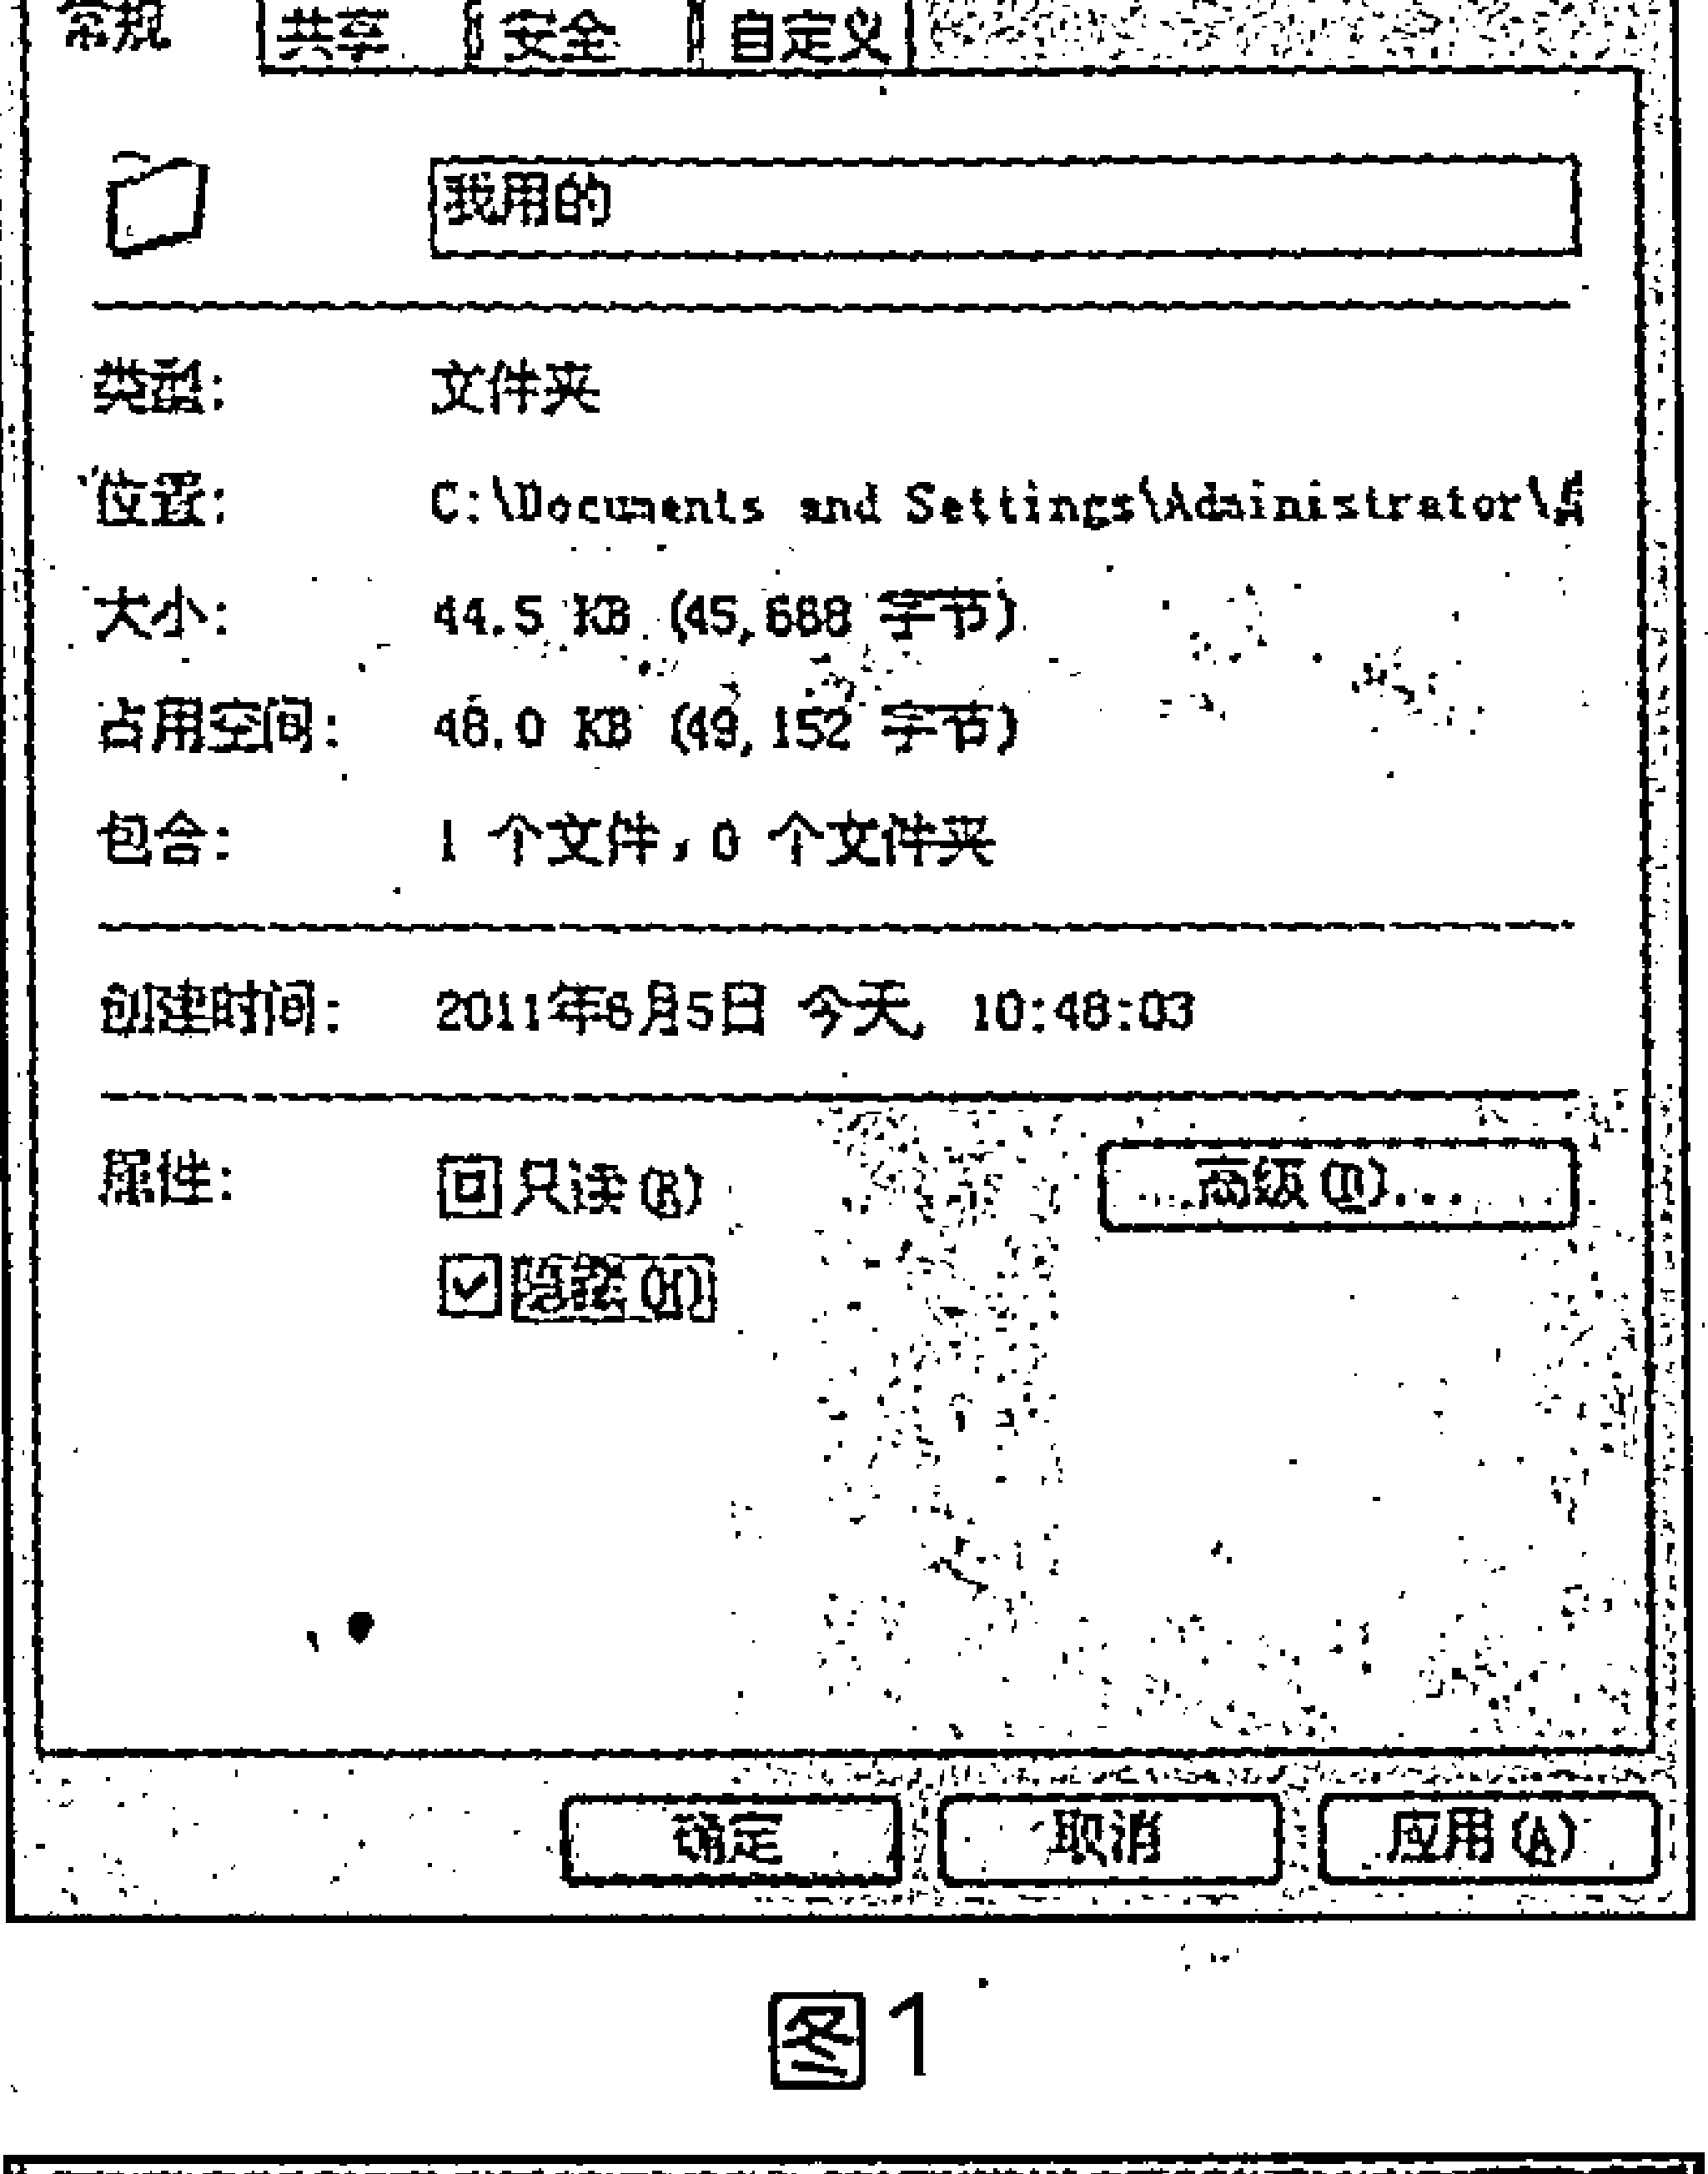 常规 共享 安全 自定义
我用的
类型: 文件夹
位置: C:\Documents and Settings\Administrator\
大小: 44.5 KB (45,688 字节)
占用空间: 48.0 KB (49,152 字节)
包含: 1 个文件,0 个文件夹
创建时间: 2011年6月5日 今天, 10:48:03
属性: 只读(R) 高级(D)...
隐藏(H)
确定 取消 应用(A)
图1